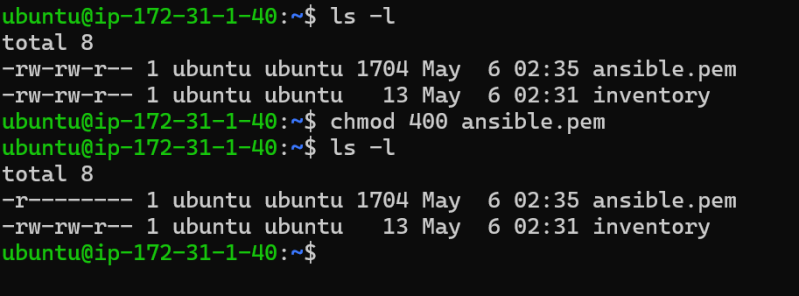 ubuntu@ip-172-31-1-40:~$ ls -l
total 8
-rw-rw-r-- 1 ubuntu ubuntu 1704 May  6 02:35 ansible.pem
-rw-rw-r-- 1 ubuntu ubuntu   13 May  6 02:31 inventory
ubuntu@ip-172-31-1-40:~$ chmod 400 ansible.pem
ubuntu@ip-172-31-1-40:~$ ls -l
total 8
-r-------- 1 ubuntu ubuntu 1704 May  6 02:35 ansible.pem
-rw-rw-r-- 1 ubuntu ubuntu   13 May  6 02:31 inventory
ubuntu@ip-172-31-1-40:~$